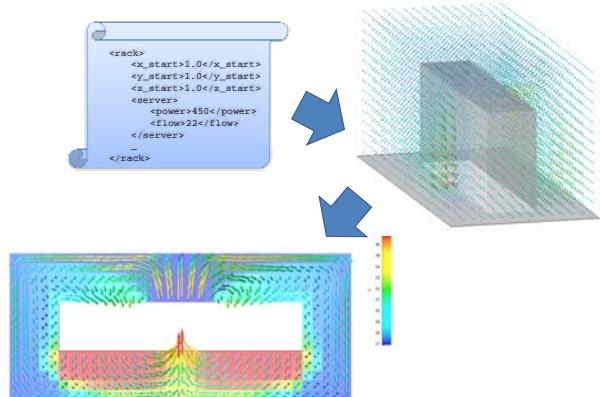 <rack>
<x_start>1.0</x_start>
<y_start>1.0</y_start>
<z_start>1.0</z_start>
<server>
<power>450</power>
<flow>22</flow>
</server>
…
</rack>